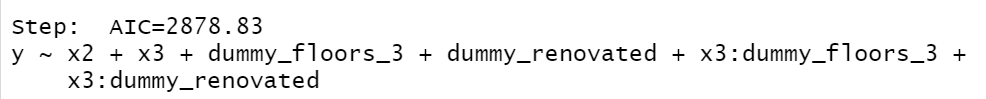 Step:  AIC=2878.83
y ~ x2 + x3 + dummy_floors_3 + dummy_renovated + x3:dummy_floors_3 +
    x3:dummy_renovated